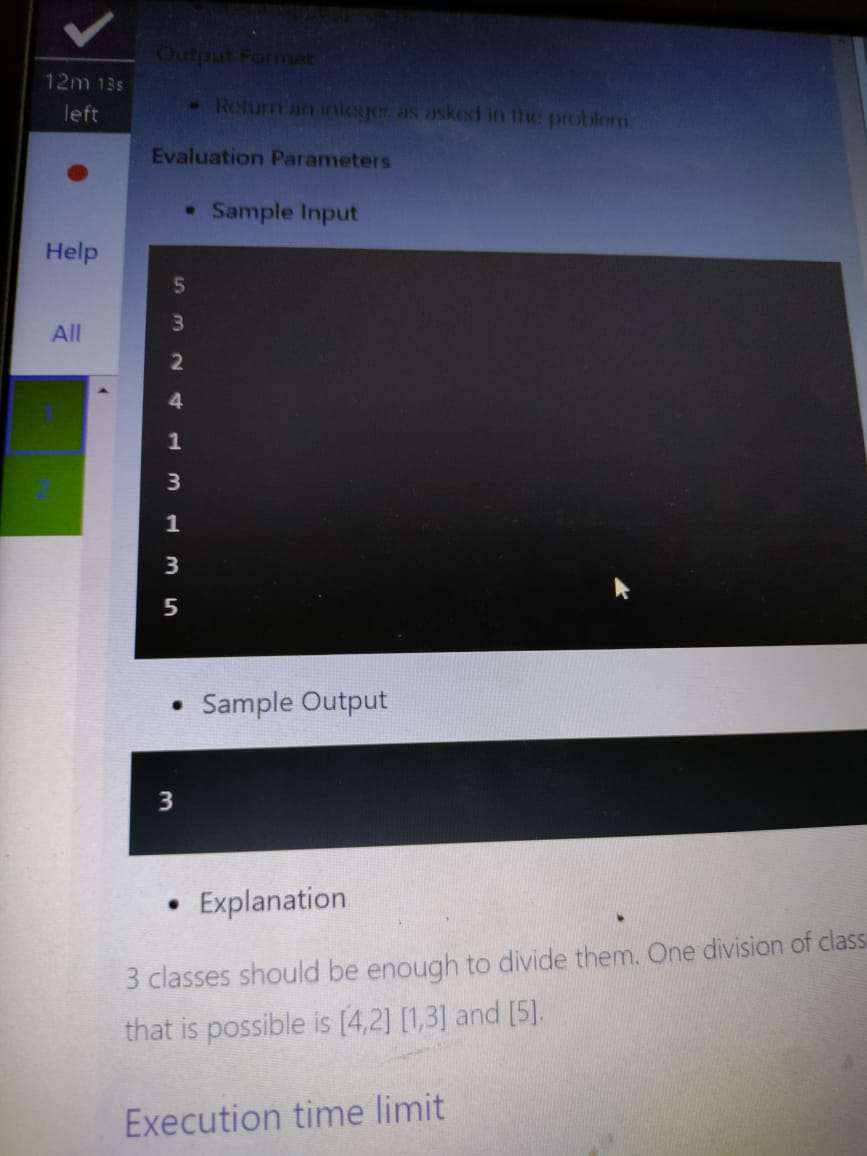 12m 13s
left
Output Format
• Return an integer as asked in the problem.
Evaluation Parameters
• Sample Input
Help
5
3
All
2
4
1
1
3
2
1
3
5
• Sample Output
3
• Explanation
3 classes should be enough to divide them. One division of class
that is possible is [4,2] [1,3] and [5].
Execution time limit